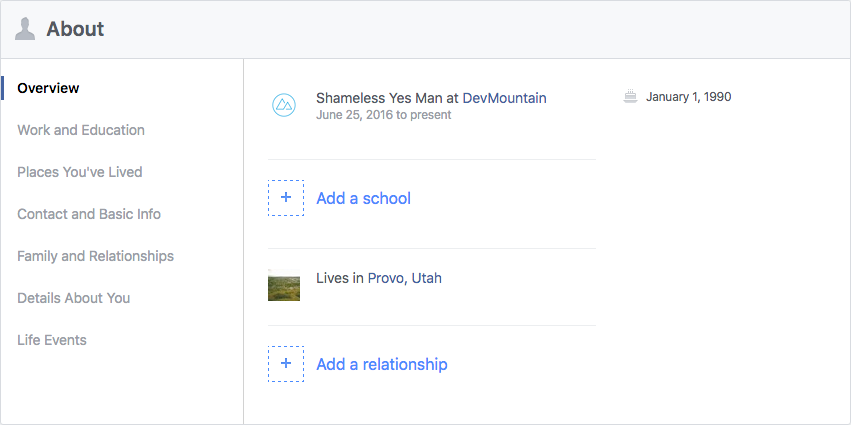 About
Overview
Work and Education
Places You've Lived
Contact and Basic Info
Family and Relationships
Details About You
Life Events
Shameless Yes Man at DevMountain
June 25, 2016 to present
+ Add a school
Lives in Provo, Utah
+ Add a relationship
January 1, 1990